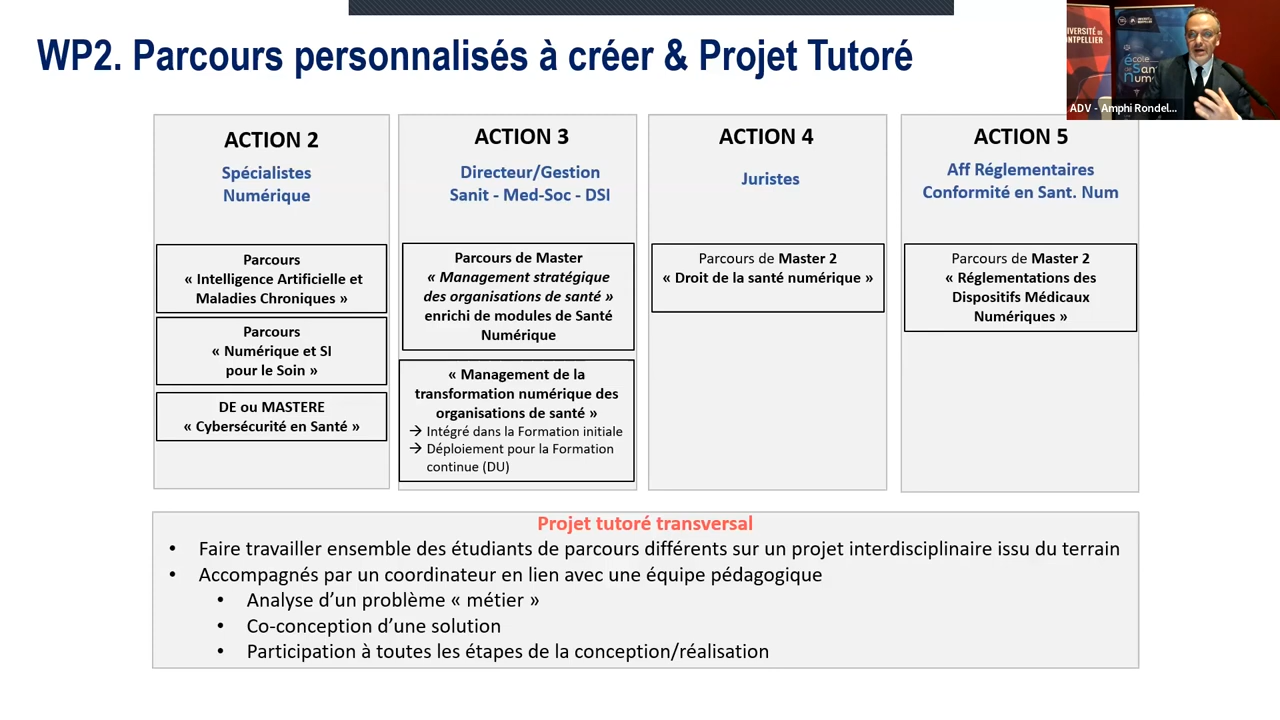 WP2. Parcours personnalisés à créer & Projet Tutoré
ADV - Amphi Rondel...
ACTION 2
Spécialistes
Numérique
Parcours
« Intelligence Artificielle et
Maladies Chroniques »
Parcours
« Numérique et SI
pour le Soin »
DE ou MASTERE
« Cybersécurité en Santé »
ACTION 3
Directeur/Gestion
Sanit - Med-Soc - DSI
Parcours de Master
« Management stratégique
des organisations de santé »
enrichi de modules de Santé
Numérique
« Management de la
transformation numérique des
organisations de santé »
→ Intégré dans la Formation initiale
→ Déploiement pour la Formation
continue (DU)
ACTION 4
Juristes
Parcours de Master 2
« Droit de la santé numérique »
ACTION 5
Aff Réglementaires
Conformité en Sant. Num
Parcours de Master 2
« Réglementations des
Dispositifs Médicaux
Numériques »
Projet tutoré transversal
• Faire travailler ensemble des étudiants de parcours différents sur un projet interdisciplinaire issu du terrain
• Accompagnés par un coordinateur en lien avec une équipe pédagogique
• Analyse d’un problème « métier »
• Co-conception d’une solution
• Participation à toutes les étapes de la conception/réalisation